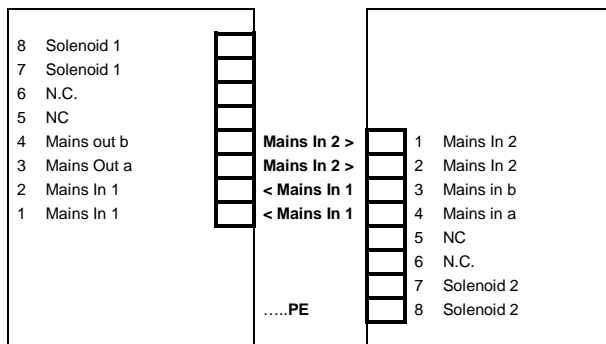 8 Solenoid 1
7 Solenoid 1
6 N.C.
5 NC
4 Mains out b Mains In 2 > 1 Mains In 2
3 Mains Out a Mains In 2 > 2 Mains In 2
2 Mains In 1 < Mains In 1 3 Mains in b
1 Mains In 1 < Mains In 1 4 Mains in a
5 NC
6 N.C.
7 Solenoid 2
…..PE 8 Solenoid 2